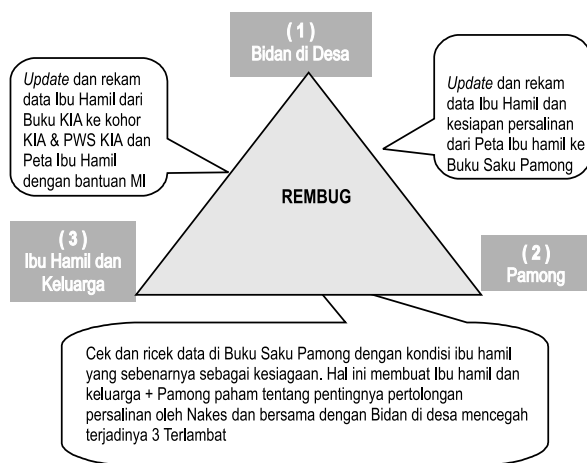 ( 1 )
Bidan di Desa
Update dan rekam
data Ibu Hamil dari
Buku KIA ke kohor
KIA & PWS KIA dan
Peta Ibu Hamil
dengan bantuan MI
Update dan rekam
data Ibu Hamil dan
kesiapan persalinan
dari Peta Ibu hamil ke
Buku Saku Pamong
REMBUG
( 3 )
Ibu Hamil dan
Keluarga
( 2 )
Pamong
Cek dan ricek data di Buku Saku Pamong dengan kondisi ibu hamil
yang sebenarnya sebagai kesiagaan. Hal ini membuat Ibu hamil dan
keluarga + Pamong paham tentang pentingnya pertolongan
persalinan oleh Nakes dan bersama dengan Bidan di desa mencegah
terjadinya 3 Terlambat